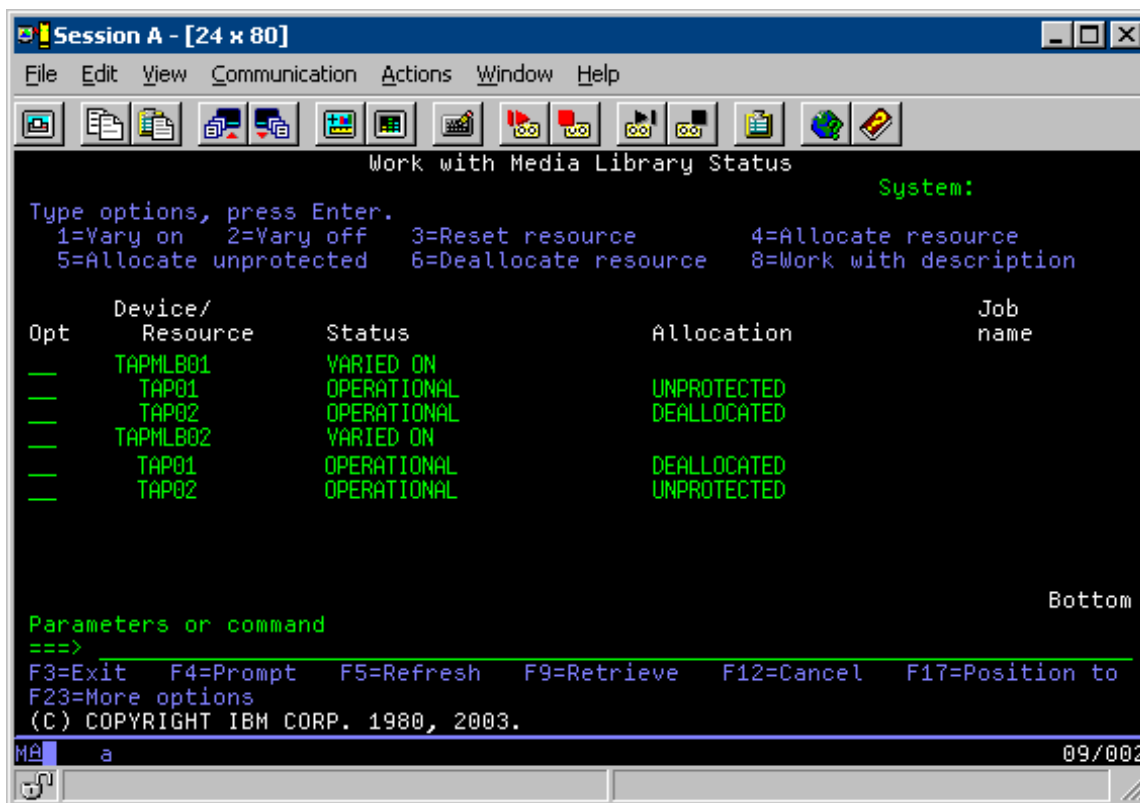 Session A - [24 x 80]
File Edit View Communication Actions Window Help
Work with Media Library Status
System:
Type options, press Enter.
1=Vary on 2=Vary off 3=Reset resource 4=Allocate resource
5=Allocate unprotected 6=Deallocate resource 8=Work with description
Device/ Job
Opt Resource Status Allocation name
TAPMLB01 VARIED ON
TAP01 OPERATIONAL UNPROTECTED
TAP02 OPERATIONAL DEALLOCATED
TAPMLB02 VARIED ON
TAP01 OPERATIONAL DEALLOCATED
TAP02 OPERATIONAL UNPROTECTED
Bottom
Parameters or command
===>
F3=Exit F4=Prompt F5=Refresh F9=Retrieve F12=Cancel F17=Position to
F23=More options
(C) COPYRIGHT IBM CORP. 1980, 2003.
MA a 09/002